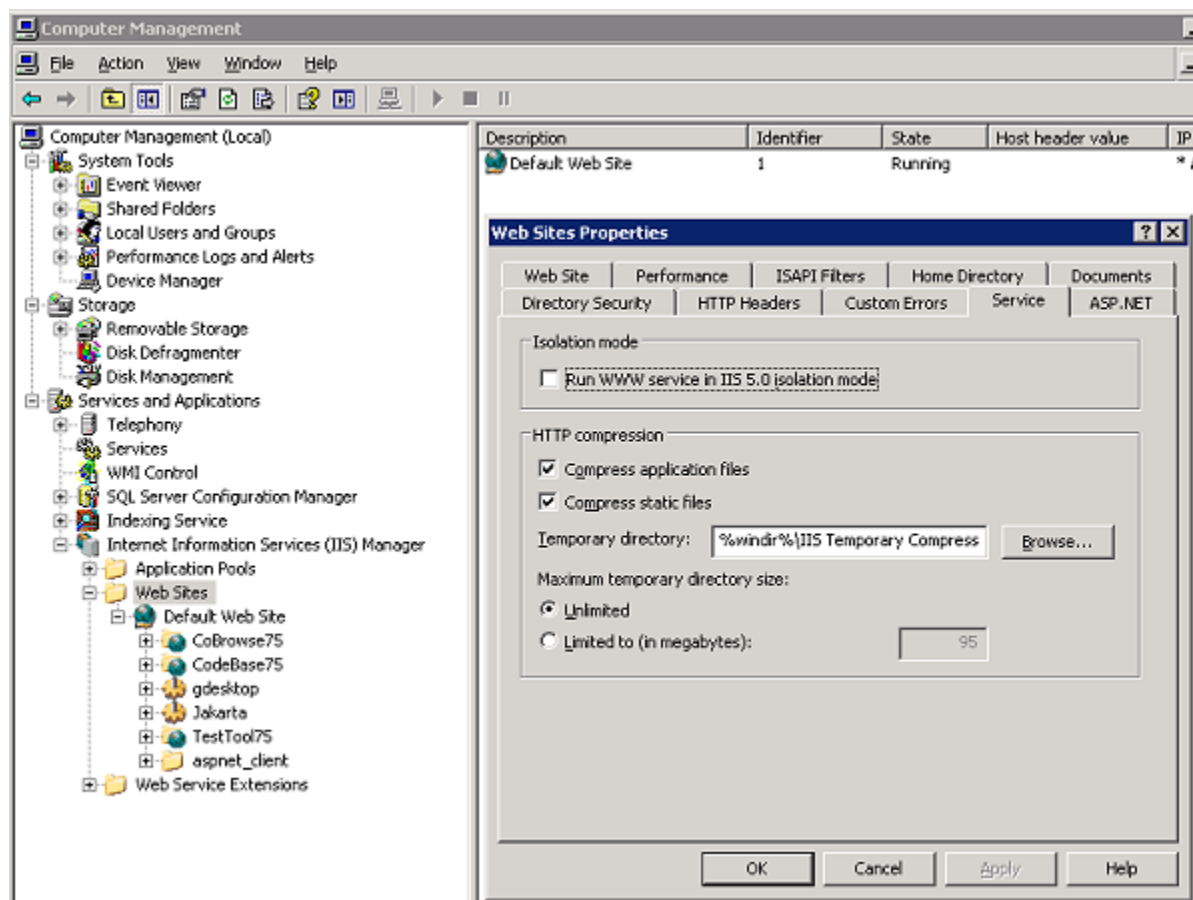 Computer Management
File Action View Window Help
Computer Management (Local)
System Tools
Event Viewer
Shared Folders
Local Users and Groups
Performance Logs and Alerts
Device Manager
Storage
Removable Storage
Disk Defragmenter
Disk Management
Services and Applications
Telephony
Services
WMI Control
SQL Server Configuration Manager
Indexing Service
Internet Information Services (IIS) Manager
Application Pools
Web Sites
Default Web Site
CoBrowse75
CodeBase75
gdesktop
Jakarta
TestTool75
aspnet_client
Web Service Extensions
Description Identifier State Host header value IP
Default Web Site 1 Running *
Web Sites Properties
Web Site Performance ISAPI Filters Home Directory Documents
Directory Security HTTP Headers Custom Errors Service ASP.NET
Isolation mode
Run WWW service in IIS 5.0 isolation mode
HTTP compression
Compress application files
Compress static files
Temporary directory: %windir%\IIS Temporary Compress Browse...
Maximum temporary directory size:
Unlimited
Limited to (in megabytes): 95
OK Cancel Apply Help